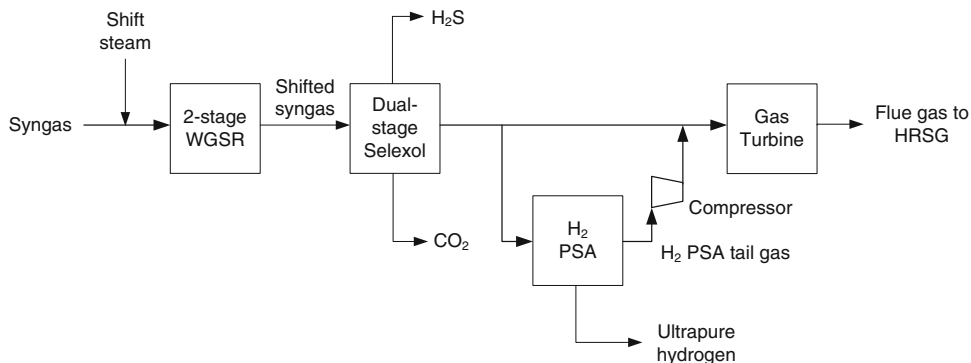 Shift
steam
H₂S
Syngas
2-stage
WGSR
Shifted
syngas
Dual-
stage
Selexol
Gas
Turbine
Flue gas to
HRSG
CO₂
H₂
PSA
Compressor
H₂ PSA tail gas
Ultrapure
hydrogen